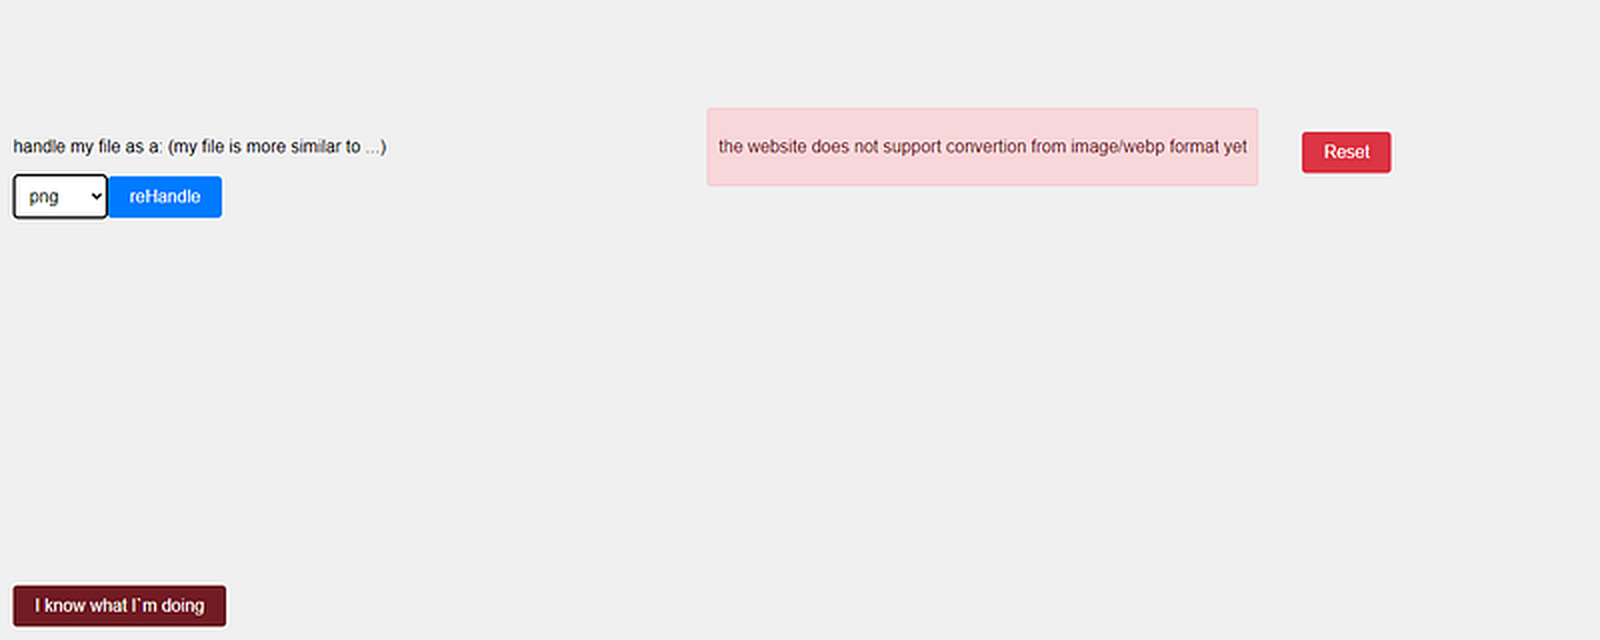 handle my file as a: (my file is more similar to ...)
the website does not support convertion from image/webp format yet
Reset
png
reHandle
I know what I`m doing